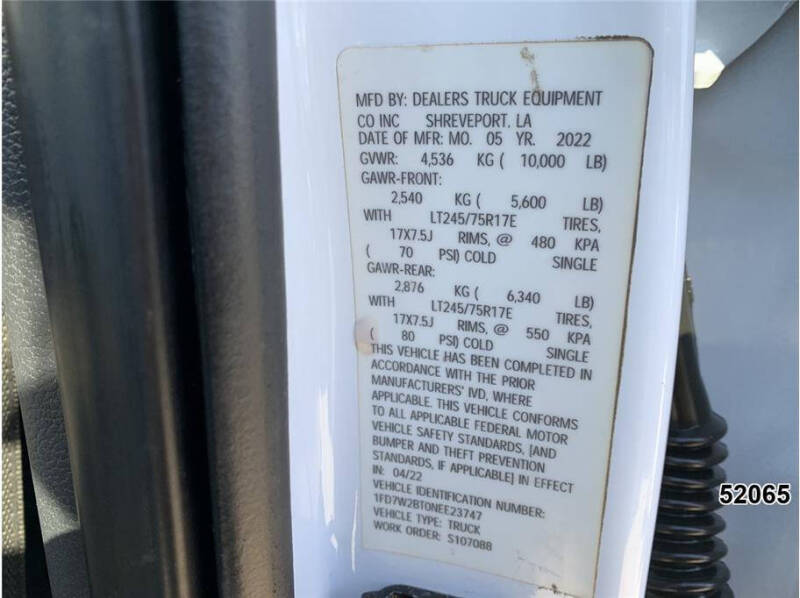 MFD BY: DEALERS TRUCK EQUIPMENT
CO INC SHREVEPORT, LA
DATE OF MFR: MO. 05 YR. 2022
GVWR: 4,536 KG ( 10,000 LB)
GAWR-FRONT:
2,540 KG ( 5,600 LB)
WITH LT245/75R17E TIRES,
17X7.5J RIMS, @ 480 KPA
( 70 PSI) COLD SINGLE
GAWR-REAR:
2,876 KG ( 6,340 LB)
WITH LT245/75R17E TIRES,
17X7.5J RIMS, @ 550 KPA
( 80 PSI) COLD SINGLE
THIS VEHICLE HAS BEEN COMPLETED IN
ACCORDANCE WITH THE PRIOR
MANUFACTURERS' IVD, WHERE
APPLICABLE. THIS VEHICLE CONFORMS
TO ALL APPLICABLE FEDERAL MOTOR
VEHICLE SAFETY STANDARDS, [AND
BUMPER AND THEFT PREVENTION
STANDARDS, IF APPLICABLE] IN EFFECT
IN: 04/22
VEHICLE IDENTIFICATION NUMBER:
1FD7W2BT0NEE23747
VEHICLE TYPE: TRUCK
WORK ORDER: S107088
52065